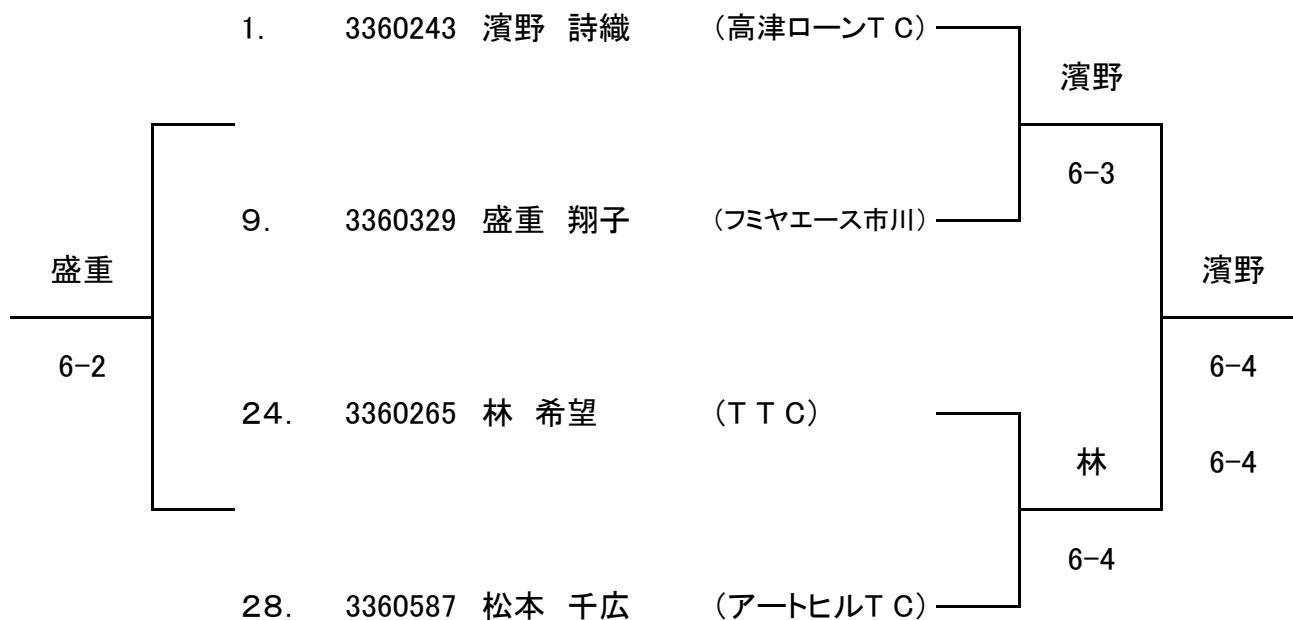 1. 3360243 濱野 詩織 (高津ローンTC)
濱野
6-3
9. 3360329 盛重 翔子 (フミヤエース市川)
盛重
濱野
6-2
6-4
24. 3360265 林 希望 (TTC)
林
6-4
6-4
28. 3360587 松本 千広 (アートヒルTC)